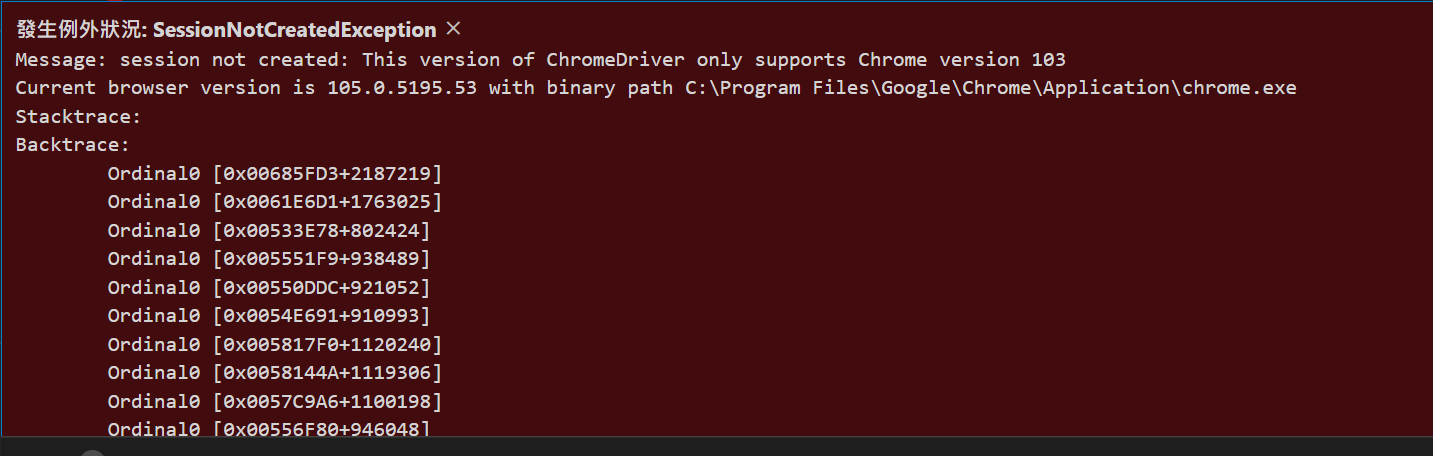 發生例外狀況: SessionNotCreatedException ×
Message: session not created: This version of ChromeDriver only supports Chrome version 103
Current browser version is 105.0.5195.53 with binary path C:\Program Files\Google\Chrome\Application\chrome.exe
Stacktrace:
Backtrace:
Ordinal0 [0x00685FD3+2187219]
Ordinal0 [0x0061E6D1+1763025]
Ordinal0 [0x00533E78+802424]
Ordinal0 [0x005551F9+938489]
Ordinal0 [0x00550DDC+921052]
Ordinal0 [0x0054E691+910993]
Ordinal0 [0x005817F0+1120240]
Ordinal0 [0x0058144A+1119306]
Ordinal0 [0x0057C9A6+1100198]
Ordinal0 [0x00556F80+946048]